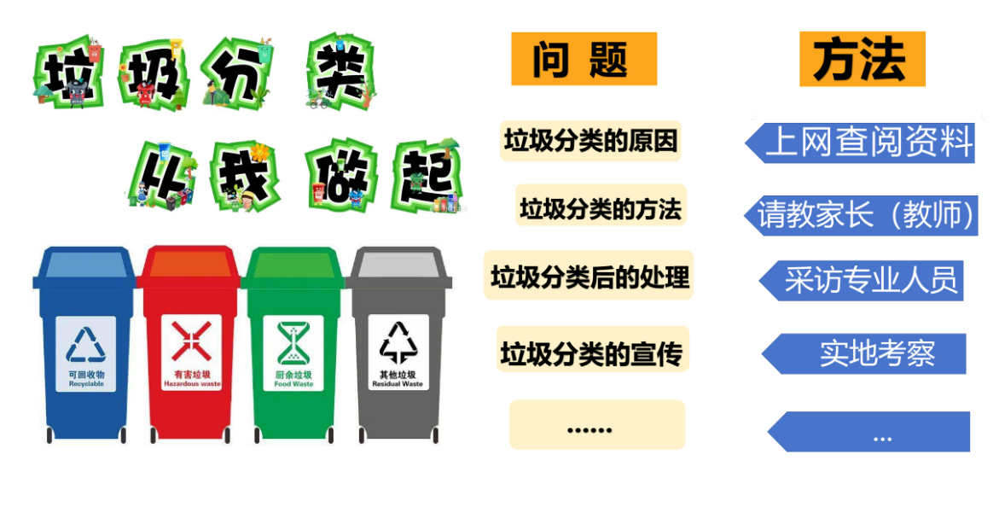 垃圾分类
从我做起
可回收物
Recyclable
有害垃圾
Hazardous waste
厨余垃圾
Food Waste
其他垃圾
Residual Waste
问 题
垃圾分类的原因
垃圾分类的方法
垃圾分类后的处理
垃圾分类的宣传
……
方法
上网查阅资料
请教家长（教师）
采访专业人员
实地考察
...